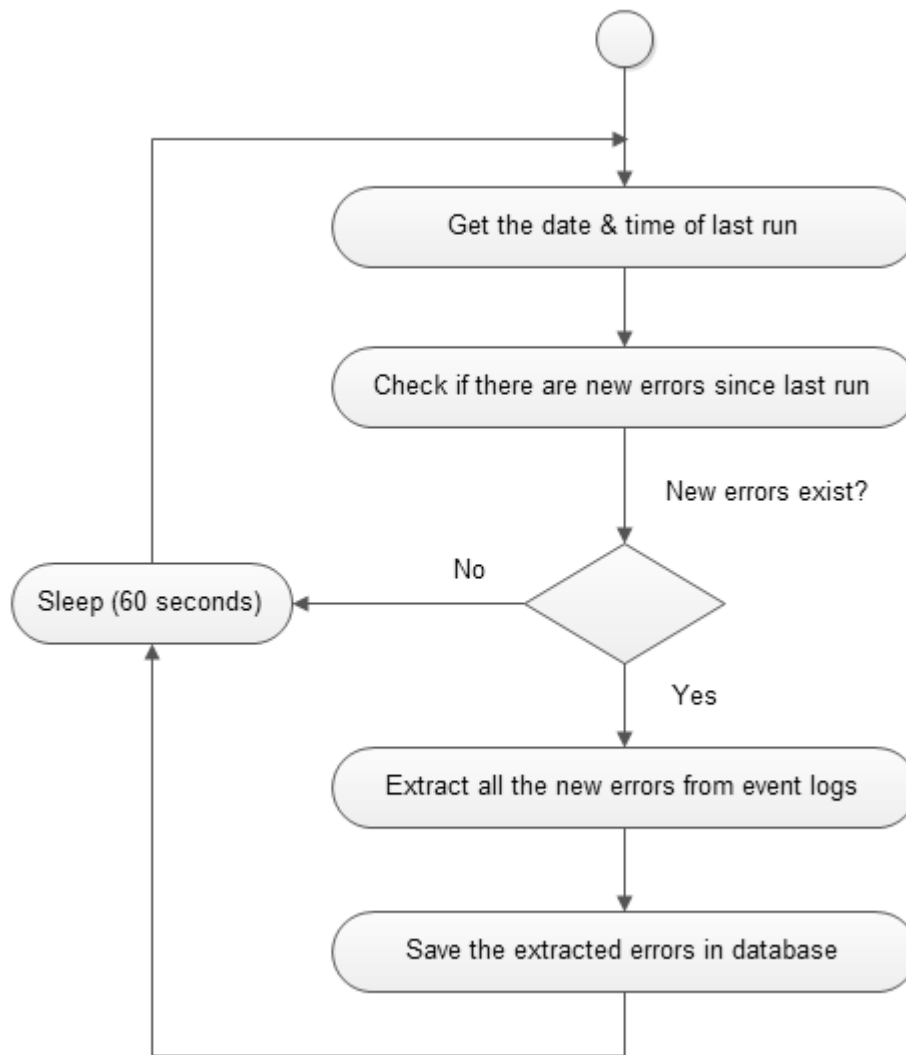 Get the date & time of last run
Check if there are new errors since last run
New errors exist?
No
Sleep (60 seconds)
Yes
Extract all the new errors from event logs
Save the extracted errors in database